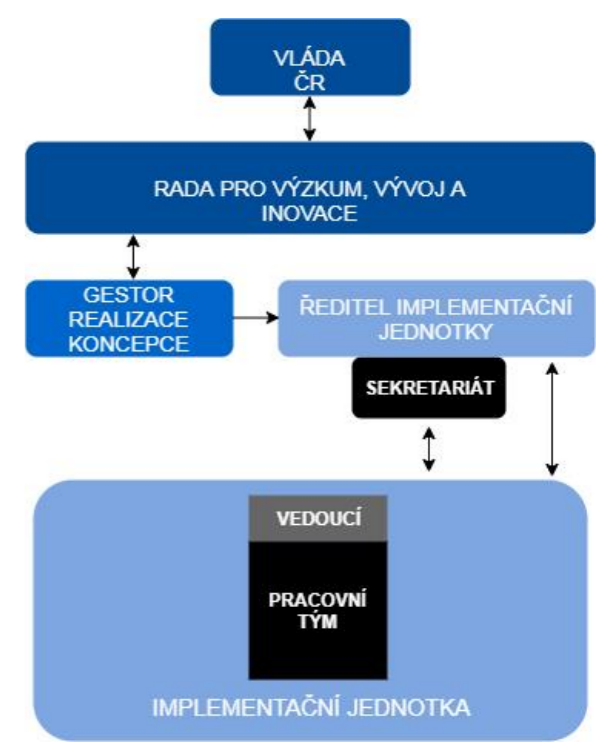 VLÁDA
ČR
RADA PRO VÝZKUM, VÝVOJ A
INOVACE
GESTOR
REALIZACE
KONCEPCE
ŘEDITEL IMPLEMENTAČNÍ
JEDNOTKY
SEKRETARIÁT
VEDOUCÍ
PRACOVNÍ
TÝM
IMPLEMENTAČNÍ JEDNOTKA